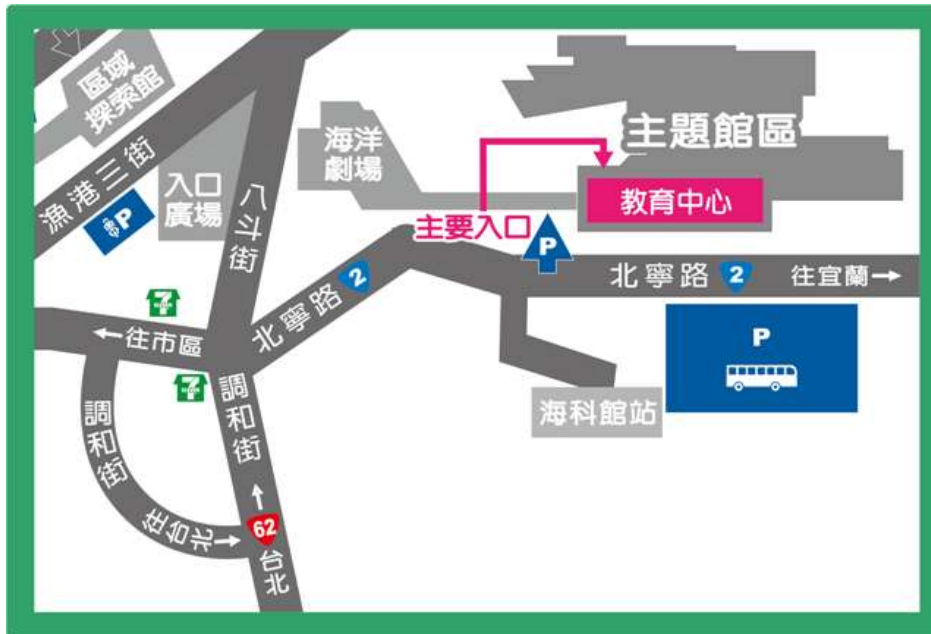 區域
探索館
漁港三街
P
入口
廣場
八斗街
海洋
劇場
主題館區
教育中心
主要入口
P
北寧路 2
北寧路 2
往宜蘭→
7
←往市區
7
調和街
調和街
往台北→
62
台北
海科館站
P